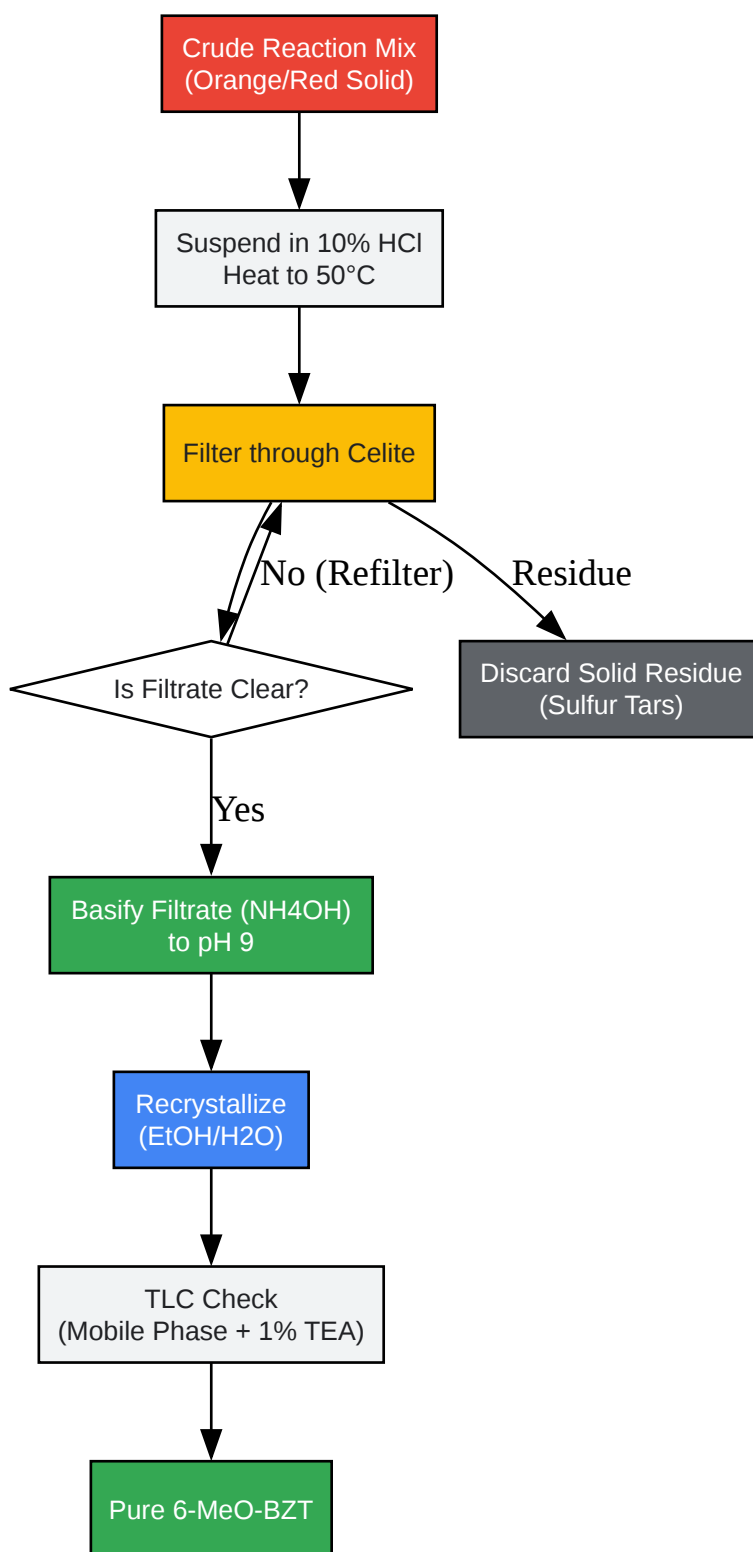 Crude Reaction Mix
(Orange/Red Solid)
Suspend in 10% HCl
Heat to 50°C
Filter through Celite
No (Refilter)
Residue
Is Filtrate Clear?
Discard Solid Residue
(Sulfur Tars)
Yes
Basify Filtrate (NH4OH)
to pH 9
Recrystallize
(EtOH/H2O)
TLC Check
(Mobile Phase + 1% TEA)
Pure 6-MeO-BZT